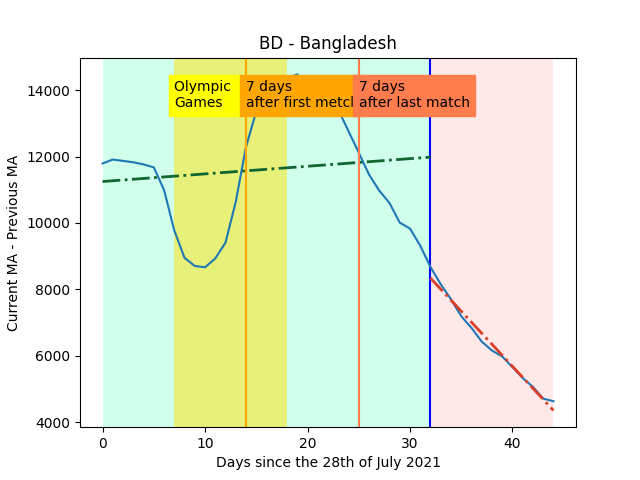 BD - Bangladesh
Olympic
Games
7 days
after first
7 days
after last match
14000
12000
10000
8000
6000
4000
Current MA - Previous MA
0
10
20
30
40
Days since the 28th of July 2021